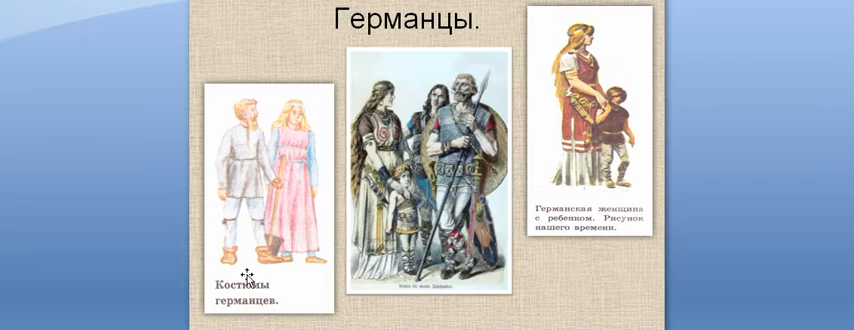 Германцы.
Костюмы
германцев.
Германская женщина
с ребенком. Рисунок
нашего времени.